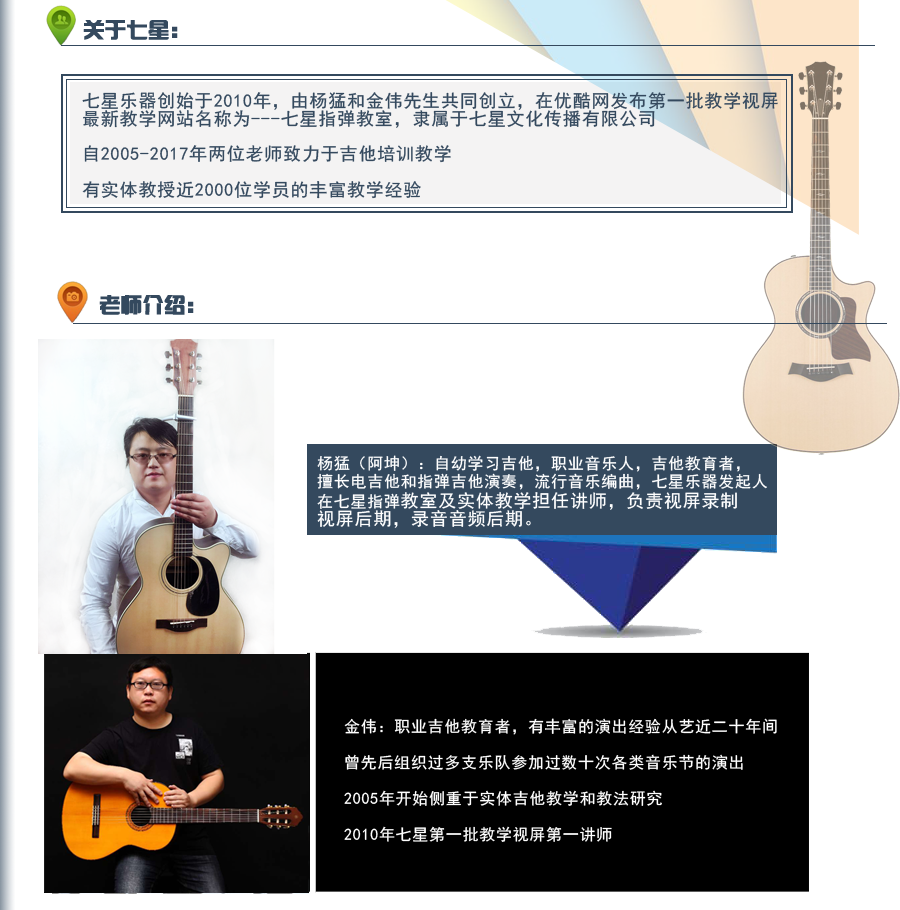 关于七星:
七星乐器创始于2010年，由杨猛和金伟先生共同创立，在优酷网发布第一批教学视屏
最新教学网站名称为---七星指弹教室，隶属于七星文化传播有限公司
自2005-2017年两位老师致力于吉他培训教学
有实体教授近2000位学员的丰富教学经验
老师介绍:
杨猛（阿坤）：自幼学习吉他，职业音乐人，吉他教育者，
擅长电吉他和指弹吉他演奏，流行音乐编曲，七星乐器发起人
在七星指弹教室及实体教学担任讲师，负责视屏录制
视屏后期，录音音频后期。
金伟：职业吉他教育者，有丰富的演出经验从艺近二十年间
曾先后组织过多支乐队参加过数十次各类音乐节的演出
2005年开始侧重于实体吉他教学和教法研究
2010年七星第一批教学视屏第一讲师